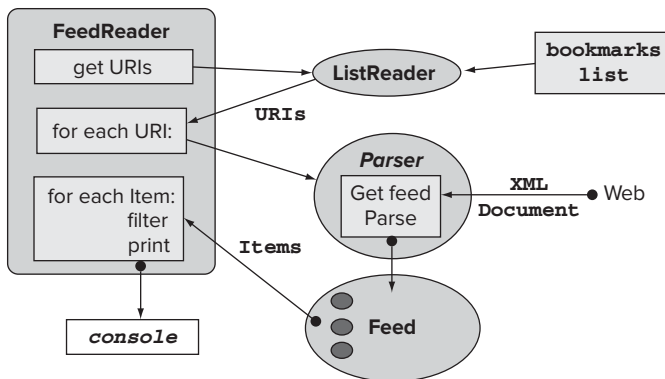 FeedReader
get URIs
ListReader
bookmarks
list
URIs
for each URI:
Parser
Get feed
Parse
XML
Document
Web
for each Item:
filter
print
Items
Feed
console